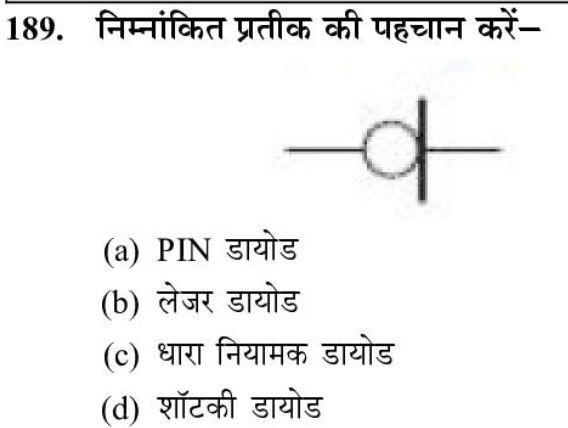 189. निम्नांकित प्रतीक की पहचान करें–
(a) PIN डायोड
(b) लेजर डायोड
(c) धारा नियामक डायोड
(d) शॉटकी डायोड